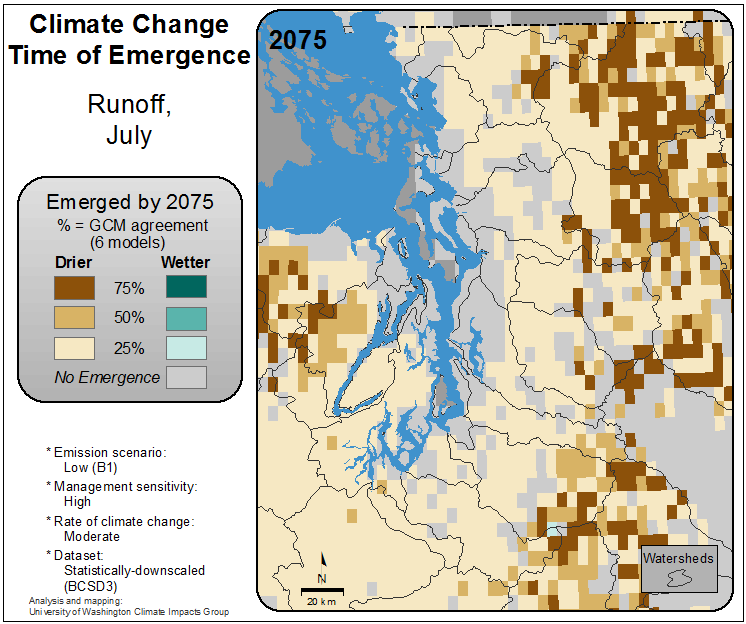 Climate Change
Time of Emergence
Runoff,
July
Emerged by 2075
% = GCM agreement
(6 models)
Drier Wetter
75%
50%
25%
No Emergence
* Emission scenario:
Low (B1)
* Management sensitivity:
High
* Rate of climate change:
Moderate
* Dataset:
Statistically-downscaled
(BCSD3)
Analysis and mapping:
University of Washington Climate Impacts Group
2075
N
20 km
Watersheds